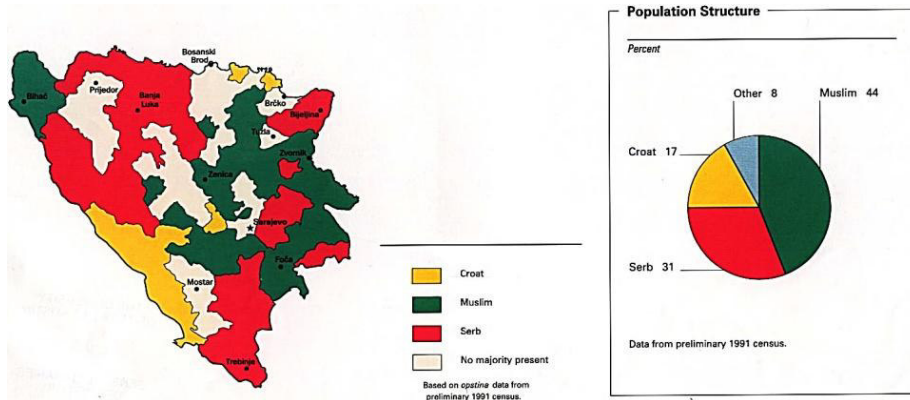 Bosanski
Brod
Prijedor
Banja
Luka
Bihać
Brčko
Bijeljina
Tuzla
Zvornik
Zenica
Sarajevo
Foča
Mostar
Trebinje
Croat
Muslim
Serb
No majority present
Based on opstina data from
preliminary 1991 census.
Population Structure
Percent
Other 8
Muslim 44
Croat 17
Serb 31
Data from preliminary 1991 census.